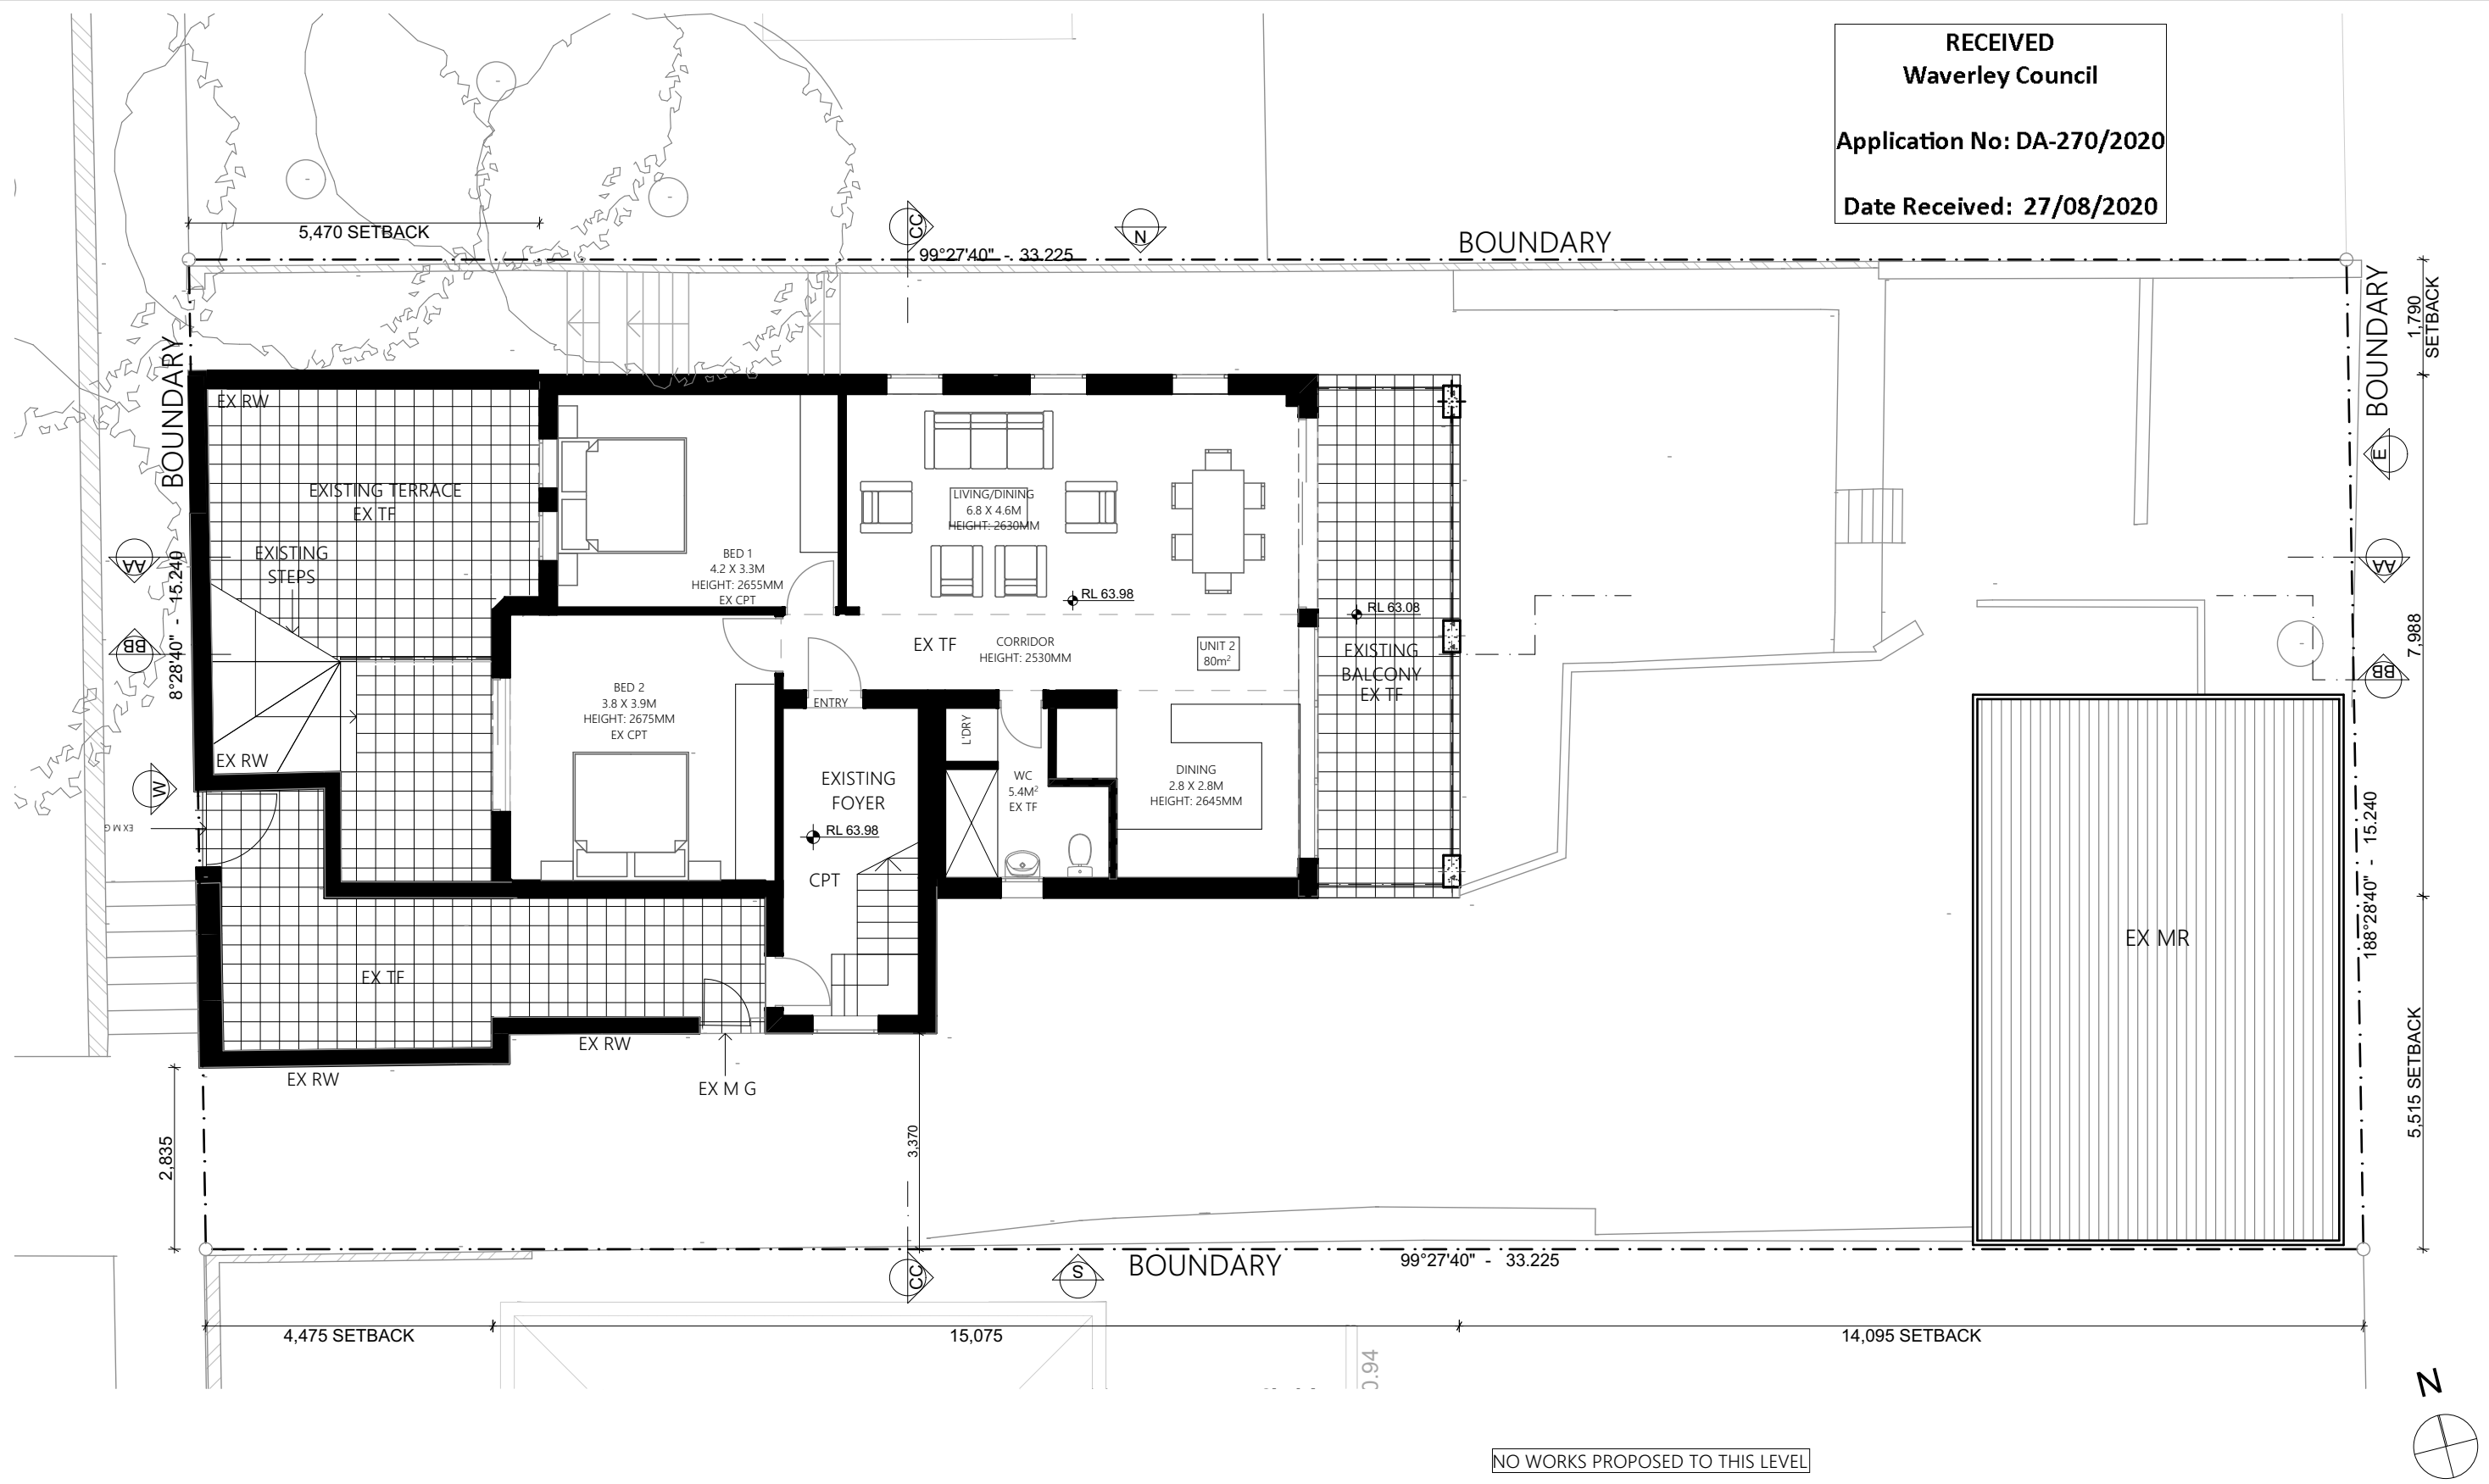 RECEIVED
Waverley Council
Application No: DA-270/2020
Date Received: 27/08/2020
5,470 SETBACK
CC
N
99°27'40" - 33.225
BOUNDARY
BOUNDARY
1,790
SETBACK
BOUNDARY
EX RW
EXISTING TERRACE
EX TF
EXISTING
STEPS
AA
BB
8°28'40" - 15.240
EX RW
W
EX M G
BED 1
4.2 X 3.3M
HEIGHT: 2655MM
EX CPT
LIVING/DINING
6.8 X 4.6M
HEIGHT: 2630MM
RL 63.98
EX TF
CORRIDOR
HEIGHT: 2530MM
UNIT 2
80m²
RL 63.08
EXISTING
BALCONY
EX TF
E
AA
7,988
BB
BED 2
3.8 X 3.9M
HEIGHT: 2675MM
EX CPT
ENTRY
L'DRY
WC
5.4M²
EX TF
DINING
2.8 X 2.8M
HEIGHT: 2645MM
EXISTING
FOYER
RL 63.98
CPT
188°28'40" - 15.240
EX MR
EX TF
EX RW
EX RW
EX M G
5,515 SETBACK
2,835
3,370
CC
S
BOUNDARY
99°27'40" - 33.225
4,475 SETBACK
15,075
14,095 SETBACK
0.94
N
NO WORKS PROPOSED TO THIS LEVEL